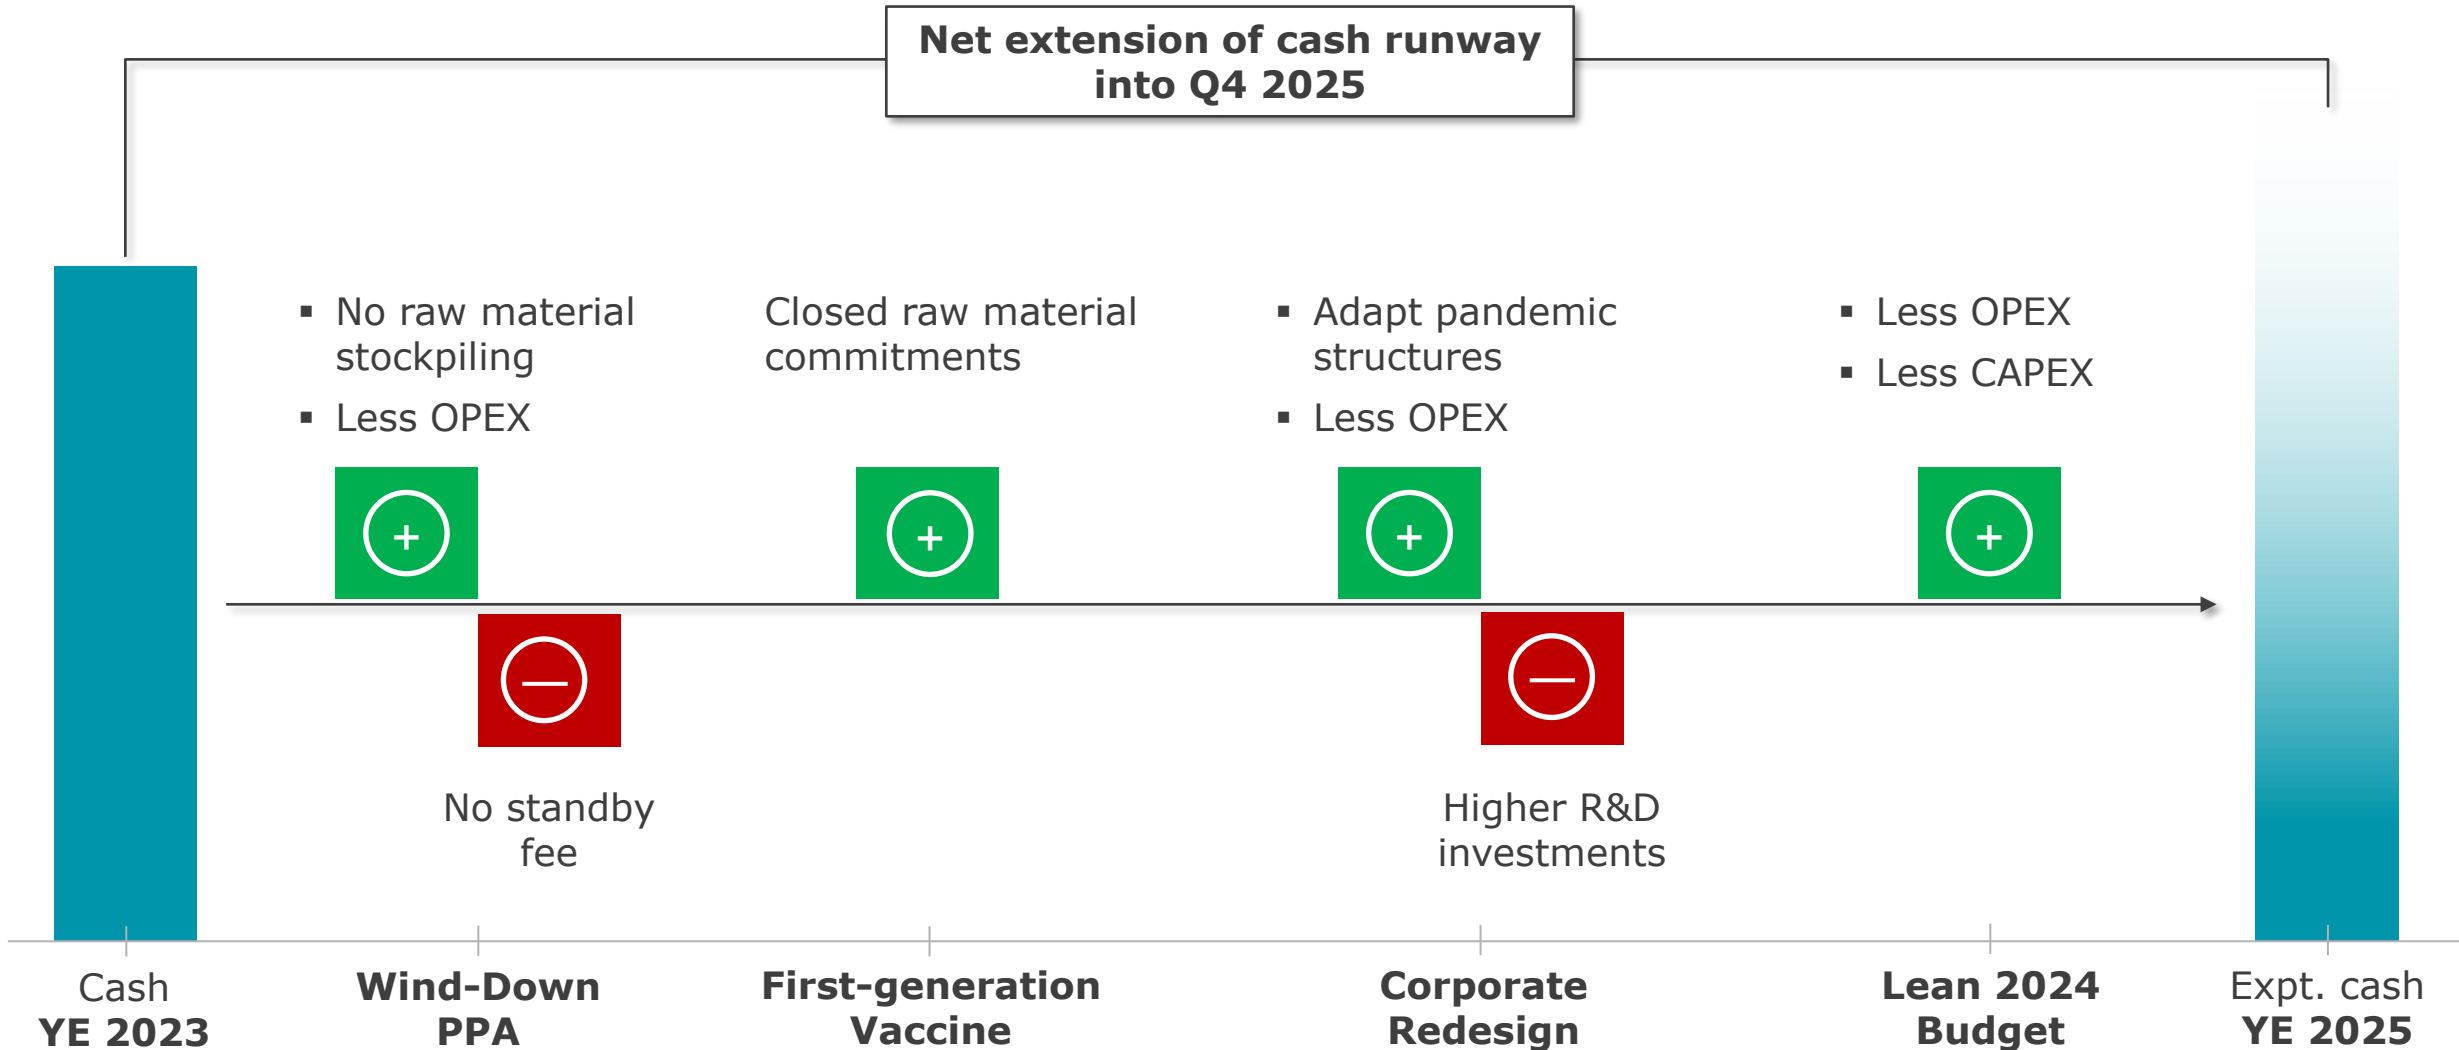 Net extension of cash runway
into Q4 2025
▪ No raw material
stockpiling
▪ Less OPEX
Closed raw material
commitments
▪ Adapt pandemic
structures
▪ Less OPEX
▪ Less OPEX
▪ Less CAPEX
+
+
+
+
—
—
No standby
fee
Higher R&D
investments
Cash
YE 2023
Wind-Down
PPA
First-generation
Vaccine
Corporate
Redesign
Lean 2024
Budget
Expt. cash
YE 2025